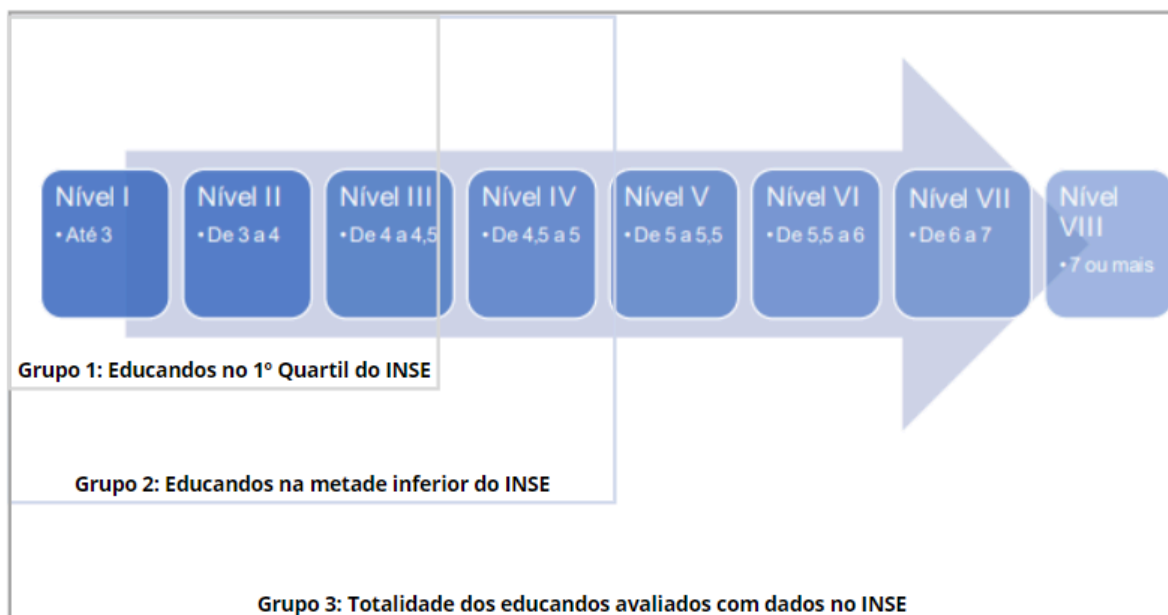 Nível I
• Até 3
Nível II
• De 3 a 4
Nível III
• De 4 a 4,5
Nível IV
• De 4,5 a 5
Nível V
• De 5 a 5,5
Nível VI
• De 5,5 a 6
Nível VII
• De 6 a 7
Nível
VIII
• 7 ou mais
Grupo 1: Educandos no 1º Quartil do INSE
Grupo 2: Educandos na metade inferior do INSE
Grupo 3: Totalidade dos educandos avaliados com dados no INSE